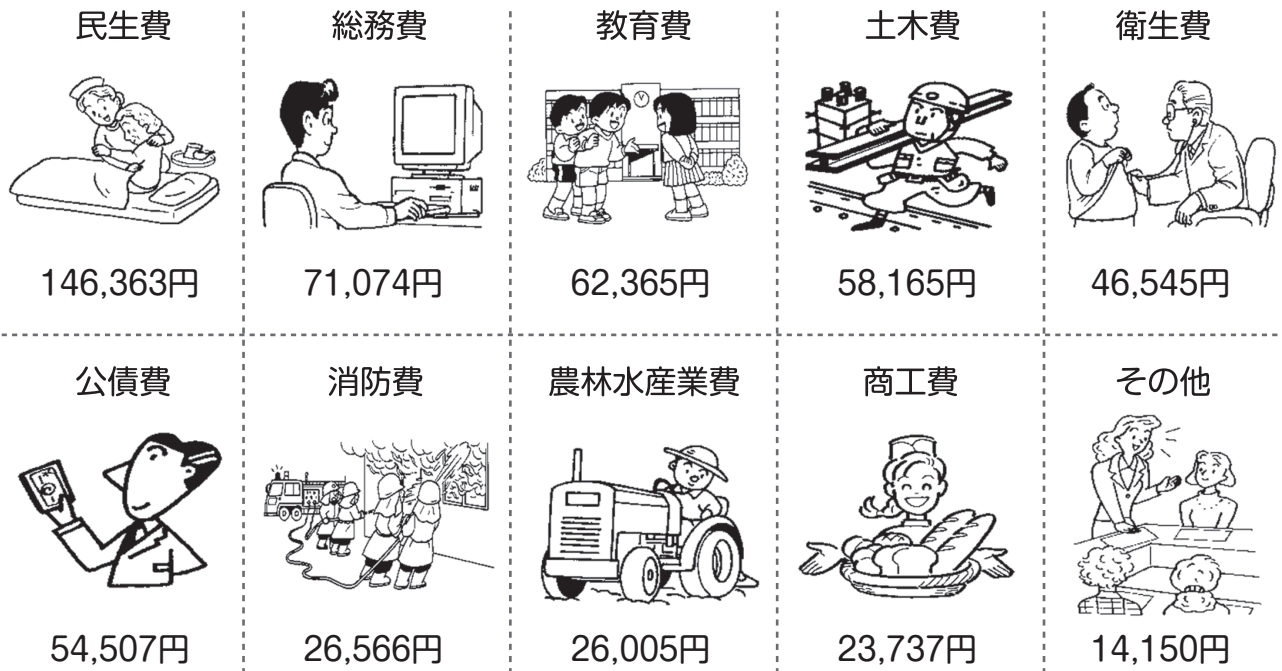 民生費
総務費
教育費
土木費
衛生費
146,363円
71,074円
62,365円
58,165円
46,545円
公債費
消防費
農林水産業費
商工費
その他
54,507円
26,566円
26,005円
23,737円
14,150円